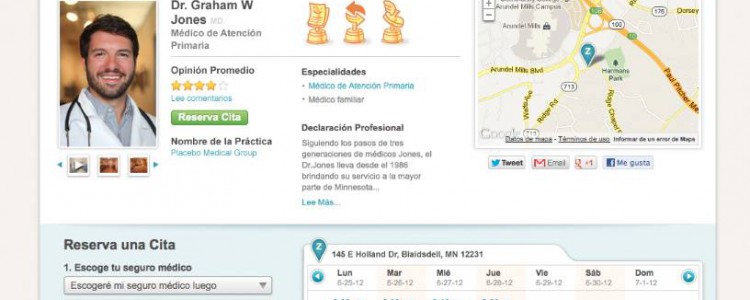 Dr. Graham W
Jones MD
Médico de Atención
Primaria
Opinión Promedio
Lee comentarios
Reserva Cita
Nombre de la Práctica
Placebo Medical Group
Especialidades
Médico de Atención Primaria
Médico familiar
Declaración Profesional
Siguiendo los pasos de tres
generaciones de médicos Jones, el
Dr.Jones lleva desde el 1986
brindando su servicio a la mayor
parte de Minnesota...
Lee Más...
Arundel Mills
Arundel Mills
Arundel Mills Blvd
Harmans
Park
713
713
Paul Pitcher Mem
Ridge Rd
Ridge Chapel
Dorsey
Google
Datos de mapa - Términos de uso Informar de un error de Maps
Tweet
Email
+1
Me gusta
Reserva una Cita
1. Escoge tu seguro médico
Escogeré mi seguro médico luego
145 E Holland Dr, Blaidsdell, MN 12231
Lun Mar Mié Jue Vie Sáb Dom
6-25-12 6-26-12 6-27-12 6-28-12 6-29-12 6-30-12 7-1-12